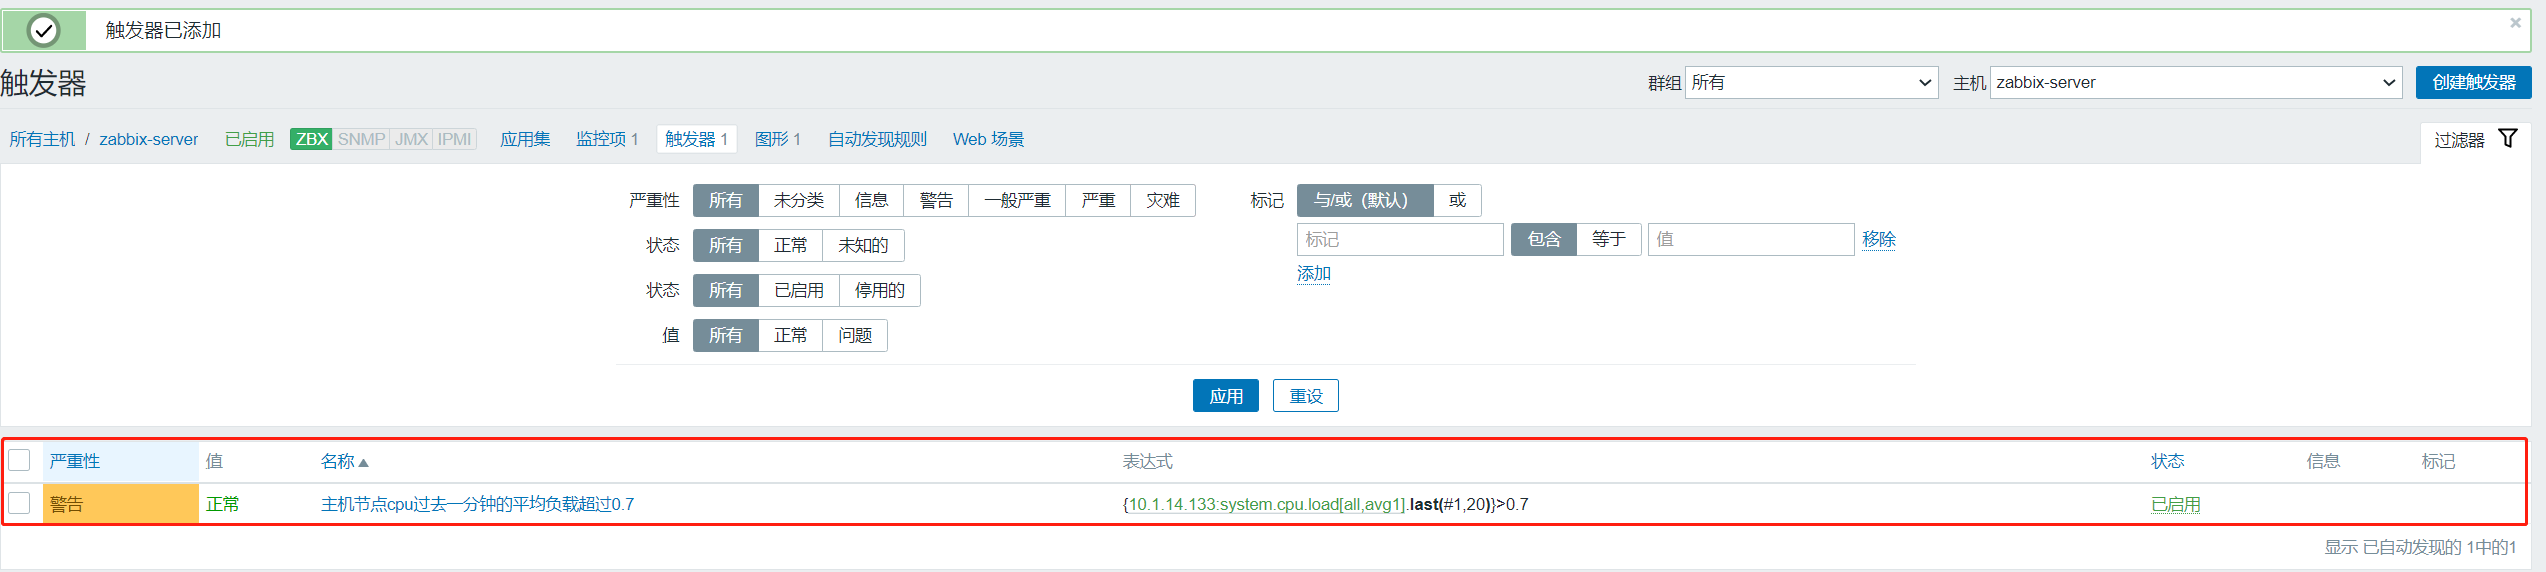 触发器已添加
触发器 群组 所有 主机 zabbix-server 创建触发器
所有主机 / zabbix-server 已启用 ZBX SNMP JMX IPMI 应用集 监控项 1 触发器 1 图形 1 自动发现规则 Web 场景 过滤器
严重性 所有 未分类 信息 警告 一般严重 严重 灾难 标记 与/或（默认） 或
标记 包含 等于 值 移除
状态 所有 正常 未知的
添加
状态 所有 已启用 停用的
值 所有 正常 问题
应用 重设
严重性 值 名称 表达式 状态 信息 标记
警告 正常 主机节点cpu过去一分钟的平均负载超过0.7 {10.1.14.133:system.cpu.load[all,avg1].last(#1,20)}>0.7 已启用
显示 已自动发现的 1中的1